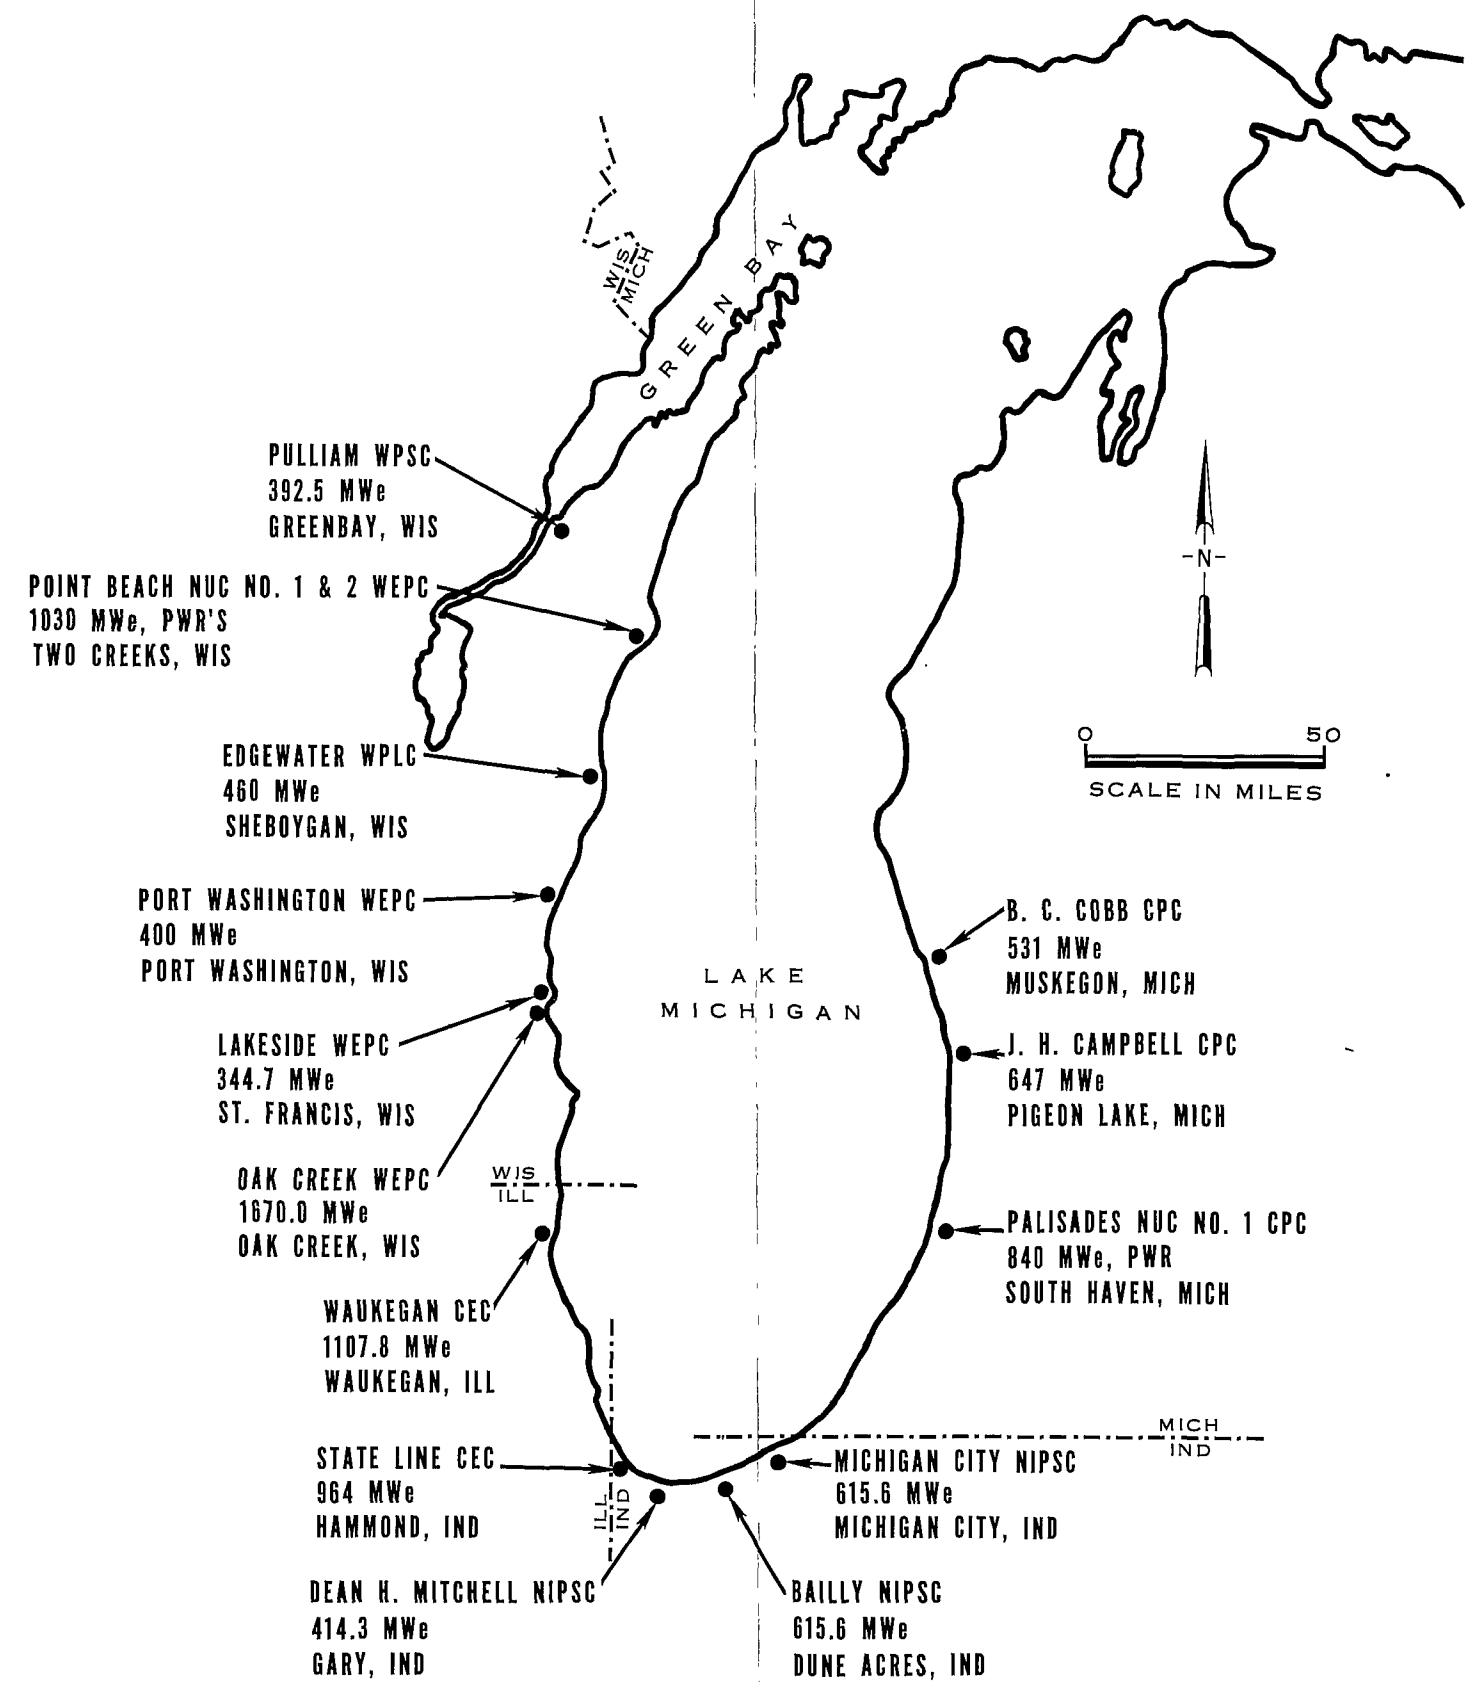 WIS
MICH
GREEN BAY
PULLIAM WPSC
392.5 MWe
GREENBAY, WIS
-N-
POINT BEACH NUC NO. 1 & 2 WEPC
1030 MWe, PWR'S
TWO CREEKS, WIS
0 50
SCALE IN MILES
EDGEWATER WPLC
460 MWe
SHEBOYGAN, WIS
PORT WASHINGTON WEPC
400 MWe
PORT WASHINGTON, WIS
B. C. COBB CPC
531 MWe
MUSKEGON, MICH
LAKE
MICHIGAN
LAKESIDE WEPC
344.7 MWe
ST. FRANCIS, WIS
J. H. CAMPBELL CPC
647 MWe
PIGEON LAKE, MICH
OAK CREEK WEPC
1670.0 MWe
OAK CREEK, WIS
WIS
ILL
PALISADES NUC NO. 1 CPC
840 MWe, PWR
SOUTH HAVEN, MICH
WAUKEGAN CEC
1107.8 MWe
WAUKEGAN, ILL
MICH
IND
STATE LINE CEC
964 MWe
HAMMOND, IND
ILL
IND
MICHIGAN CITY NIPSC
615.6 MWe
MICHIGAN CITY, IND
DEAN H. MITCHELL NIPSC
414.3 MWe
GARY, IND
BAILLY NIPSC
615.6 MWe
DUNE ACRES, IND